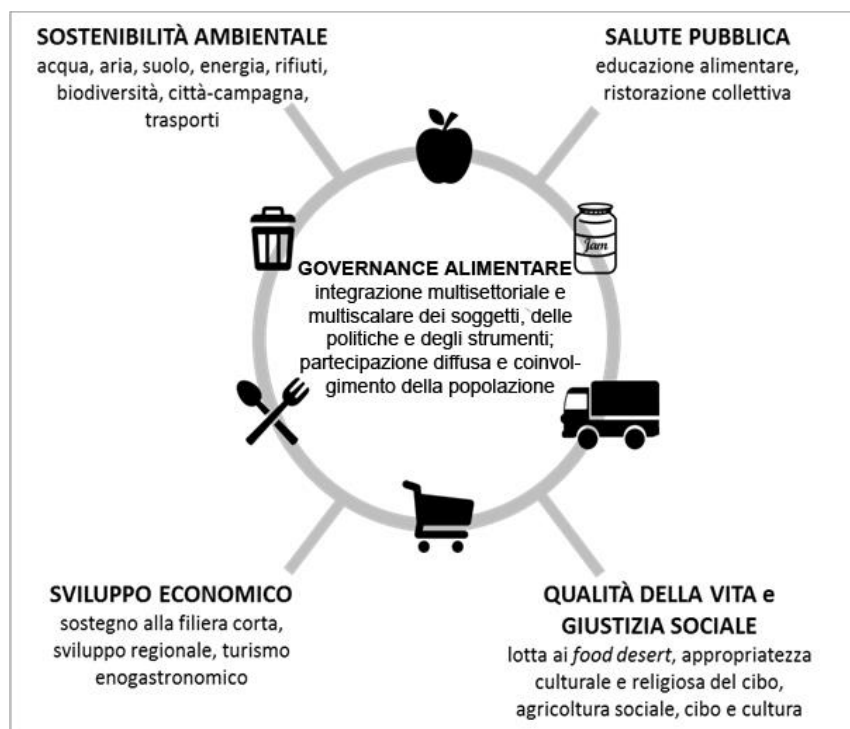 SOSTENIBILITÀ AMBIENTALE
acqua, aria, suolo, energia, rifiuti,
biodiversità, città-campagna,
trasporti
SALUTE PUBBLICA
educazione alimentare,
ristorazione collettiva
Jam
GOVERNANCE ALIMENTARE
integrazione multisettoriale e
multiscalare dei soggetti, delle
politiche e degli strumenti;
partecipazione diffusa e coinvol-
gimento della popolazione
SVILUPPO ECONOMICO
sostegno alla filiera corta,
sviluppo regionale, turismo
enogastronomico
QUALITÀ DELLA VITA e
GIUSTIZIA SOCIALE
lotta ai food desert, appropriatezza
culturale e religiosa del cibo,
agricoltura sociale, cibo e cultura